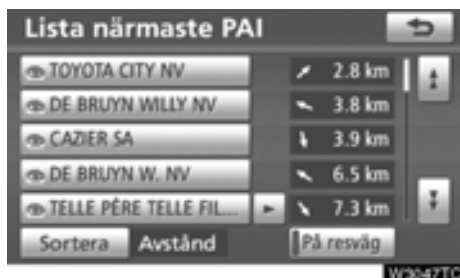 Lista närmaste PAI
TOYOTA CITY NV 2.8 km
DE BRUYN WILLY NV 3.8 km
CAZIER SA 3.9 km
DE BRUYN W. NV 6.5 km
TELLE PÈRE TELLE FIL... 7.3 km
Sortera Avstånd På resväg
W3047TC